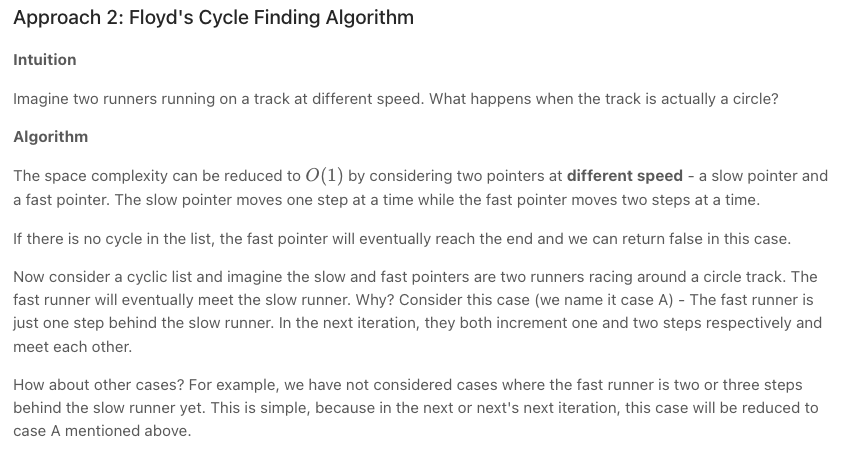 Approach 2: Floyd's Cycle Finding Algorithm
Intuition
Imagine two runners running on a track at different speed. What happens when the track is actually a circle?
Algorithm
The space complexity can be reduced to O(1) by considering two pointers at different speed - a slow pointer and
a fast pointer. The slow pointer moves one step at a time while the fast pointer moves two steps at a time.
If there is no cycle in the list, the fast pointer will eventually reach the end and we can return false in this case.
Now consider a cyclic list and imagine the slow and fast pointers are two runners racing around a circle track. The
fast runner will eventually meet the slow runner. Why? Consider this case (we name it case A) - The fast runner is
just one step behind the slow runner. In the next iteration, they both increment one and two steps respectively and
meet each other.
How about other cases? For example, we have not considered cases where the fast runner is two or three steps
behind the slow runner yet. This is simple, because in the next or next's next iteration, this case will be reduced to
case A mentioned above.